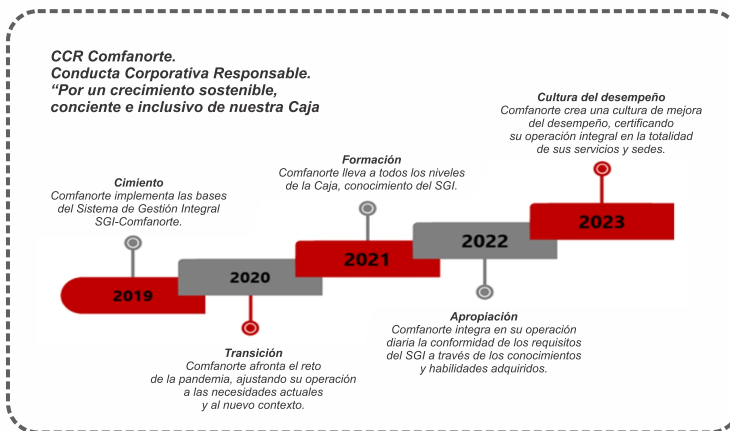 CCR Comfanorte.
Conducta Corporativa Responsable.
“Por un crecimiento sostenible,
conciente e inclusivo de nuestra Caja
Cimiento
Comfanorte implementa las bases
del Sistema de Gestión Integral
SGI-Comfanorte.
2019
2020
Transición
Comfanorte afronta el reto
de la pandemia, ajustando su operación
a las necesidades actuales
y al nuevo contexto.
Formación
Comfanorte lleva a todos los niveles
de la Caja, conocimiento del SGI.
2021
2022
Apropiación
Comfanorte integra en su operación
diaria la conformidad de los requisitos
del SGI a través de los conocimientos
y habilidades adquiridos.
Cultura del desempeño
Comfanorte crea una cultura de mejora
del desempeño, certificando
su operación integral en la totalidad
de sus servicios y sedes.
2023